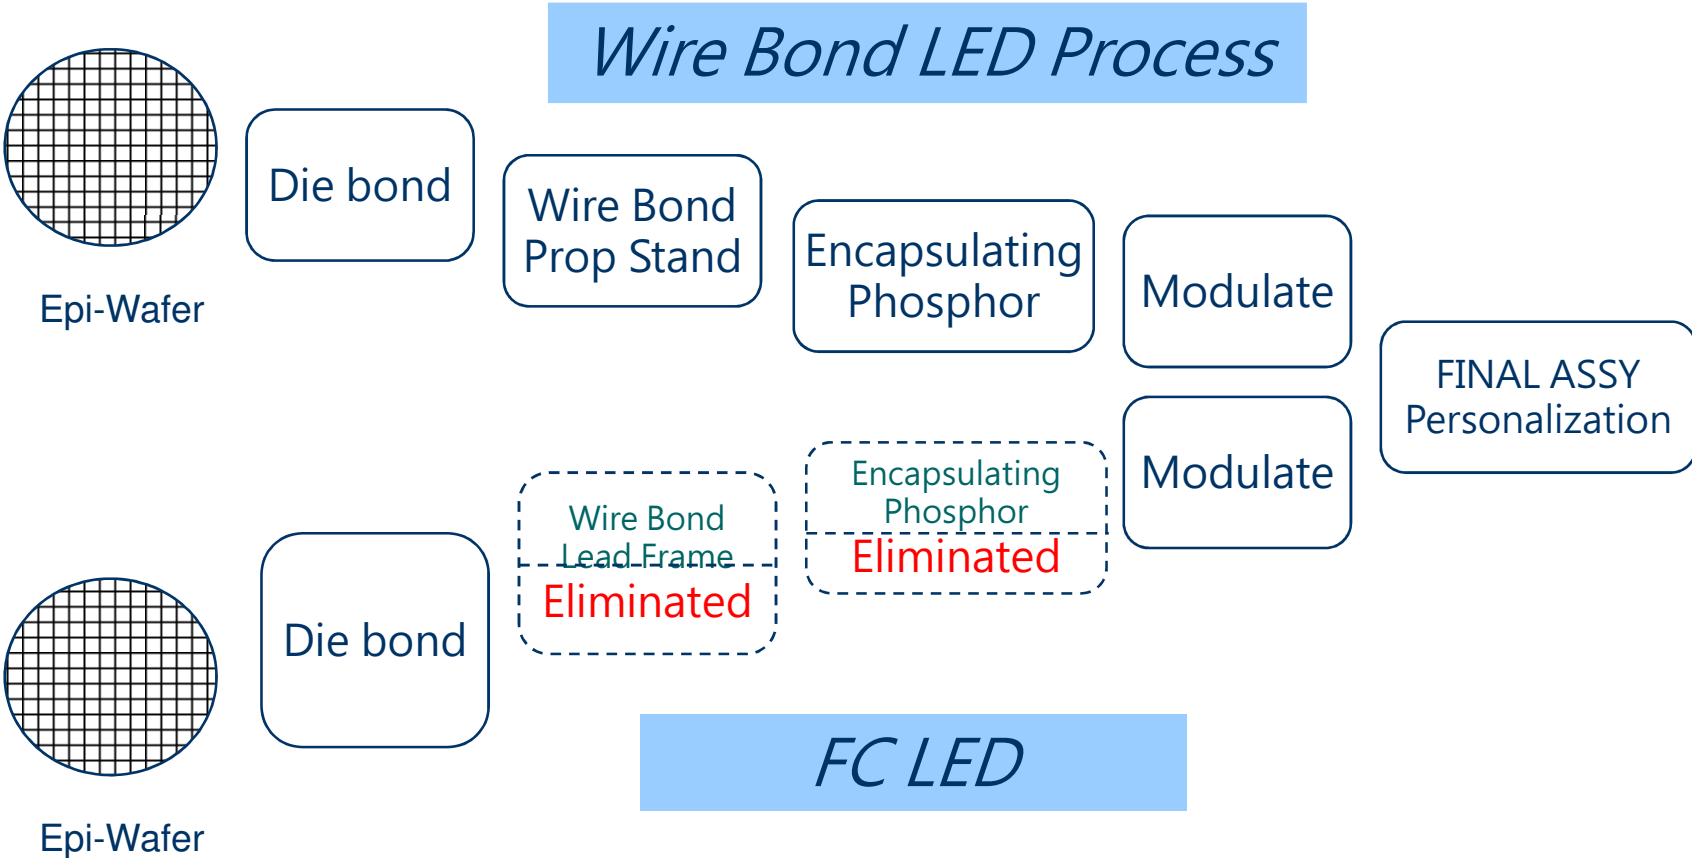 Wire Bond LED Process
Die bond
Wire Bond
Prop Stand
Encapsulating
Phosphor
Modulate
Epi-Wafer
FINAL ASSY
Personalization
Modulate
Encapsulating
Phosphor
Eliminated
Wire Bond
Lead Frame
Eliminated
Die bond
FC LED
Epi-Wafer